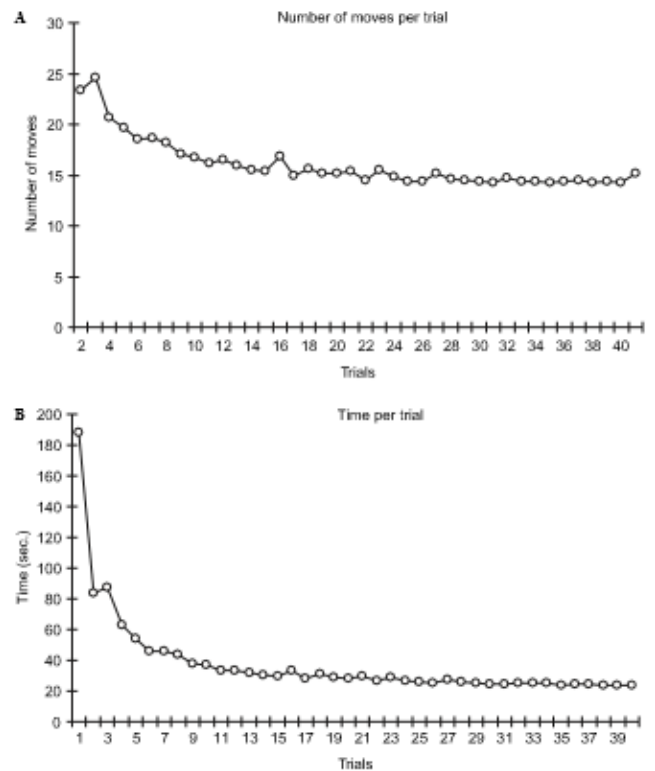 A
Number of moves per trial
30
25
20
15
10
5
0
Number of moves
2 4 6 8 10 12 14 16 18 20 22 24 26 28 30 32 34 36 38 40
Trials
B
Time per trial
200
180
160
140
120
100
80
60
40
20
0
Time (sec.)
1 3 5 7 9 11 13 15 17 19 21 23 25 27 29 31 33 35 37 39
Trials